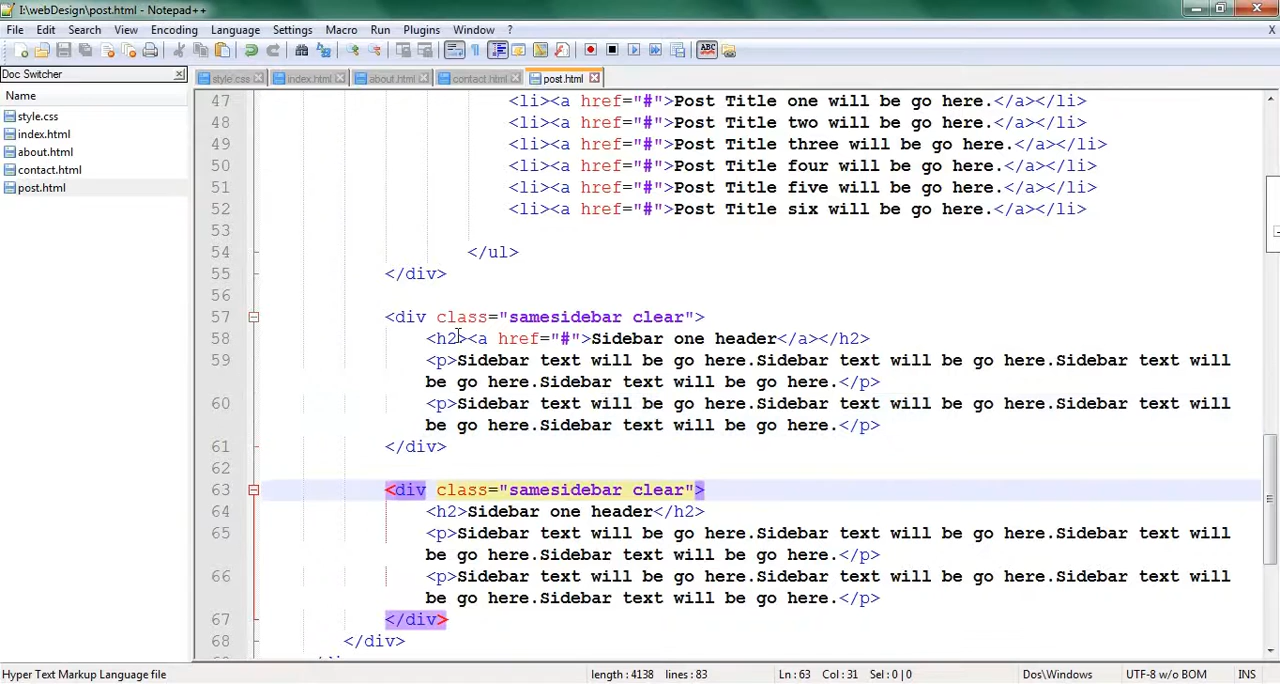 I:\webDesign\post.html - Notepad++
File Edit Search View Encoding Language Settings Macro Run Plugins Window ? X
ABC
Doc Switcher
style.css index.html about.html contact.html post.html
Name
style.css
index.html
about.html
contact.html
post.html
47 <li><a href="#">Post Title one will be go here.</a></li>
48 <li><a href="#">Post Title two will be go here.</a></li>
49 <li><a href="#">Post Title three will be go here.</a></li>
50 <li><a href="#">Post Title four will be go here.</a></li>
51 <li><a href="#">Post Title five will be go here.</a></li>
52 <li><a href="#">Post Title six will be go here.</a></li>
53
54 </ul>
55 </div>
56
57 <div class="samesidebar clear">
58 <h2><a href="#">Sidebar one header</a></h2>
59 <p>Sidebar text will be go here.Sidebar text will be go here.Sidebar text will
be go here.Sidebar text will be go here.</p>
60 <p>Sidebar text will be go here.Sidebar text will be go here.Sidebar text will
be go here.Sidebar text will be go here.</p>
61 </div>
62
63 <div class="samesidebar clear">
64 <h2>Sidebar one header</h2>
65 <p>Sidebar text will be go here.Sidebar text will be go here.Sidebar text will
be go here.Sidebar text will be go here.</p>
66 <p>Sidebar text will be go here.Sidebar text will be go here.Sidebar text will
be go here.Sidebar text will be go here.</p>
67 </div>
68 </div>
Hyper Text Markup Language file length : 4138 lines : 83 Ln : 63 Col : 31 Sel : 0 | 0 Dos\Windows UTF-8 w/o BOM INS